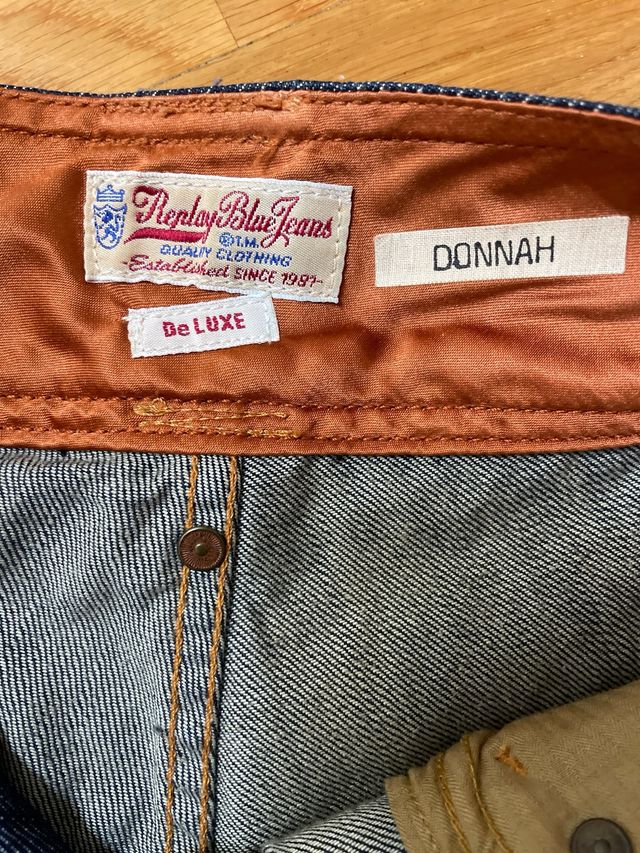 Replay Blue Jeans
®T.M.
QUALITY CLOTHING
Established SINCE 1981-
De LUXE
DONNAH